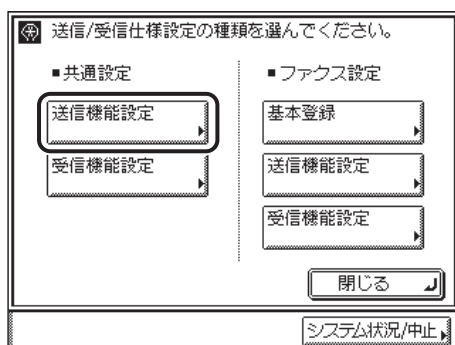 送信/受信仕様設定の種類を選んでください。
■共通設定
送信機能設定
受信機能設定
■ファクス設定
基本登録
送信機能設定
受信機能設定
閉じる
システム状況/中止